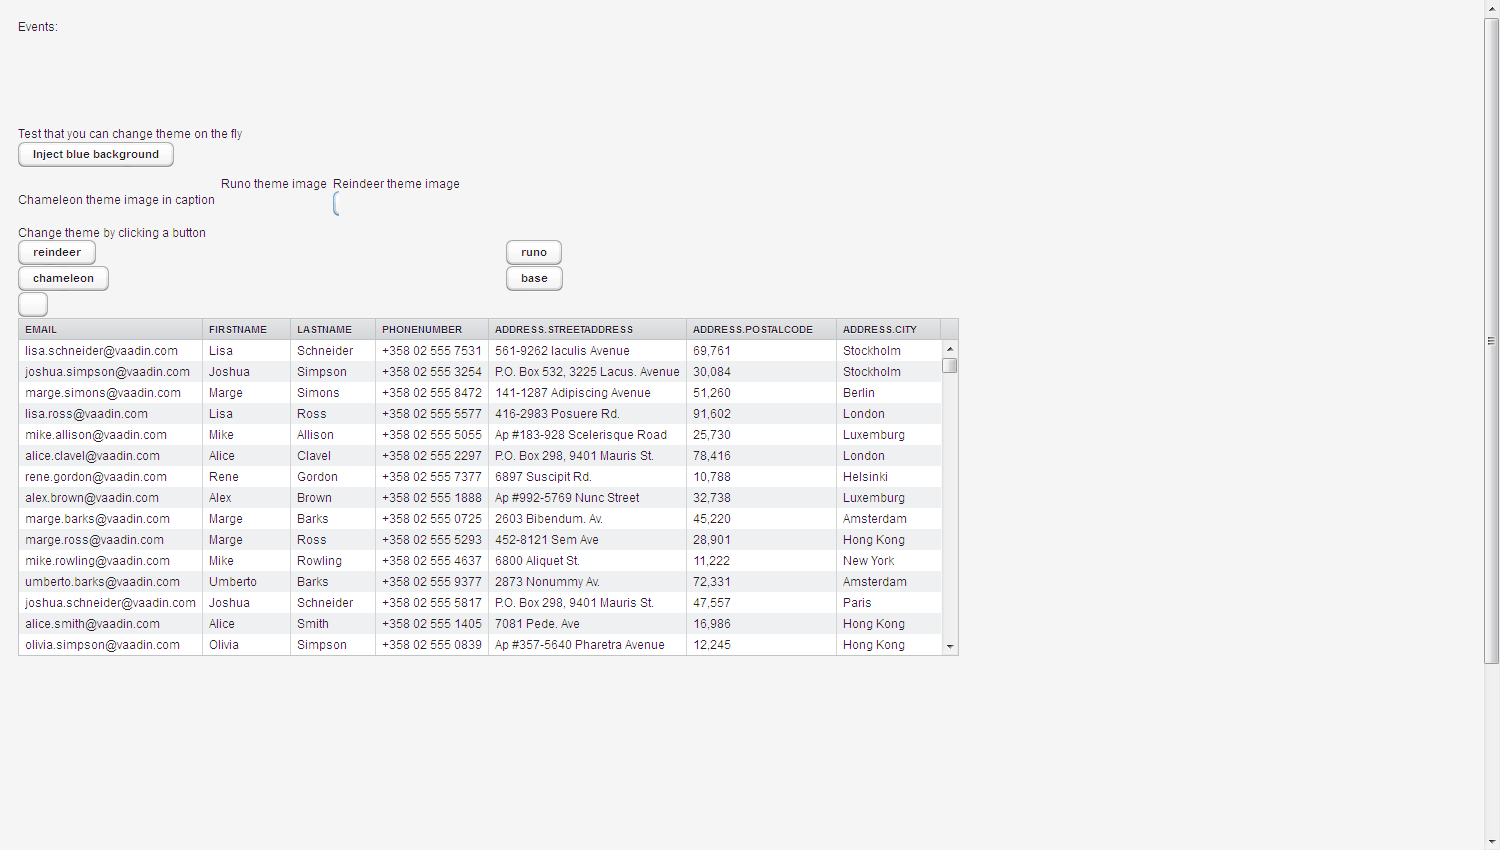 Events:
Test that you can change theme on the fly
Inject blue background
Runo theme image Reindeer theme image
Chameleon theme image in caption
Change theme by clicking a button
reindeer runo
chameleon base
EMAIL FIRSTNAME LASTNAME PHONENUMBER ADDRESS.STREETADDRESS ADDRESS.POSTALCODE ADDRESS.CITY
lisa.schneider@vaadin.com Lisa Schneider +358 02 555 7531 561-9262 Iaculis Avenue 69,761 Stockholm
joshua.simpson@vaadin.com Joshua Simpson +358 02 555 3254 P.O. Box 532, 3225 Lacus. Avenue 30,084 Stockholm
marge.simons@vaadin.com Marge Simons +358 02 555 8472 141-1287 Adipiscing Avenue 51,260 Berlin
lisa.ross@vaadin.com Lisa Ross +358 02 555 5577 416-2983 Posuere Rd. 91,602 London
mike.allison@vaadin.com Mike Allison +358 02 555 5055 Ap #183-928 Scelerisque Road 25,730 Luxemburg
alice.clavel@vaadin.com Alice Clavel +358 02 555 2297 P.O. Box 298, 9401 Mauris St. 78,416 London
rene.gordon@vaadin.com Rene Gordon +358 02 555 7377 6897 Suscipit Rd. 10,788 Helsinki
alex.brown@vaadin.com Alex Brown +358 02 555 1888 Ap #992-5769 Nunc Street 32,738 Luxemburg
marge.barks@vaadin.com Marge Barks +358 02 555 0725 2603 Bibendum. Av. 45,220 Amsterdam
marge.ross@vaadin.com Marge Ross +358 02 555 5293 452-8121 Sem Ave 28,901 Hong Kong
mike.rowling@vaadin.com Mike Rowling +358 02 555 4637 6800 Aliquet St. 11,222 New York
umberto.barks@vaadin.com Umberto Barks +358 02 555 9377 2873 Nonummy Av. 72,331 Amsterdam
joshua.schneider@vaadin.com Joshua Schneider +358 02 555 5817 P.O. Box 298, 9401 Mauris St. 47,557 Paris
alice.smith@vaadin.com Alice Smith +358 02 555 1405 7081 Pede. Ave 16,986 Hong Kong
olivia.simpson@vaadin.com Olivia Simpson +358 02 555 0839 Ap #357-5640 Pharetra Avenue 12,245 Hong Kong